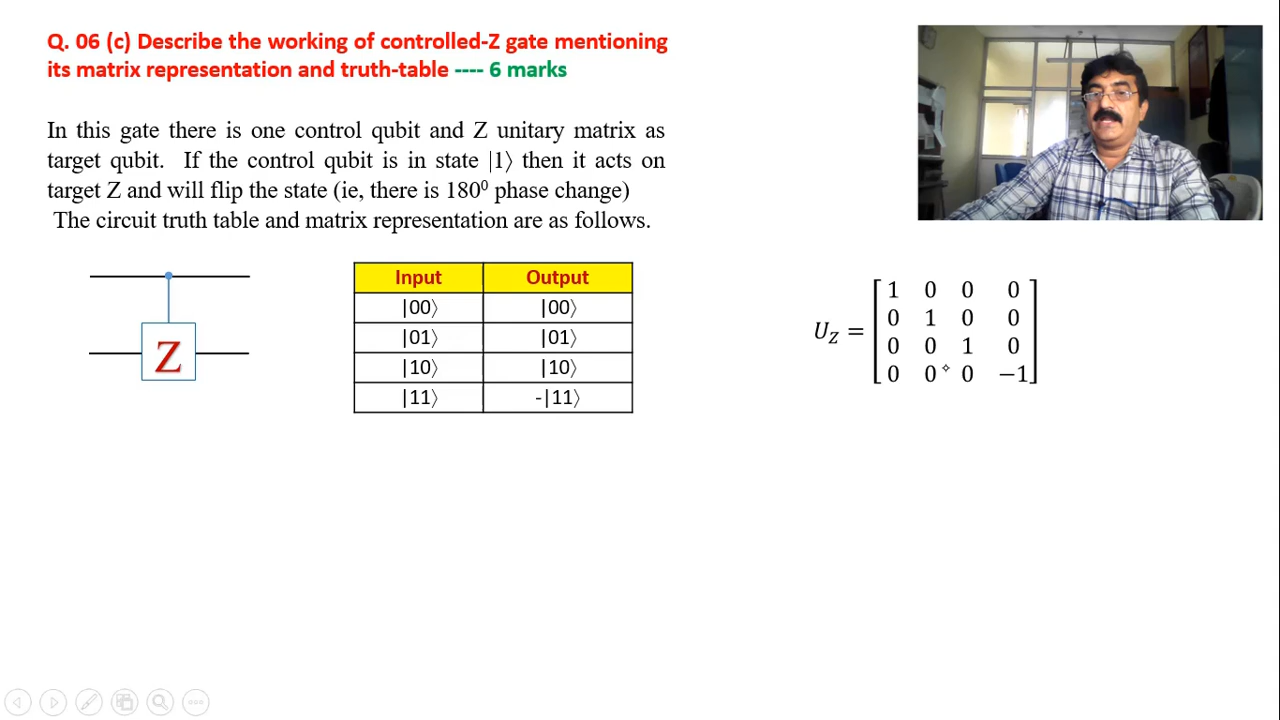 Q. 06 (c) Describe the working of controlled-Z gate mentioning
its matrix representation and truth-table ---- 6 marks
In this gate there is one control qubit and Z unitary matrix as
target qubit. If the control qubit is in state |1⟩ then it acts on
target Z and will flip the state (ie, there is 180⁰ phase change)
The circuit truth table and matrix representation are as follows.
Z
Input Output
|00⟩ |00⟩
|01⟩ |01⟩
|10⟩ |10⟩
|11⟩ -|11⟩
U_Z =
1 0 0 0
0 1 0 0
0 0 1 0
0 0 0 −1